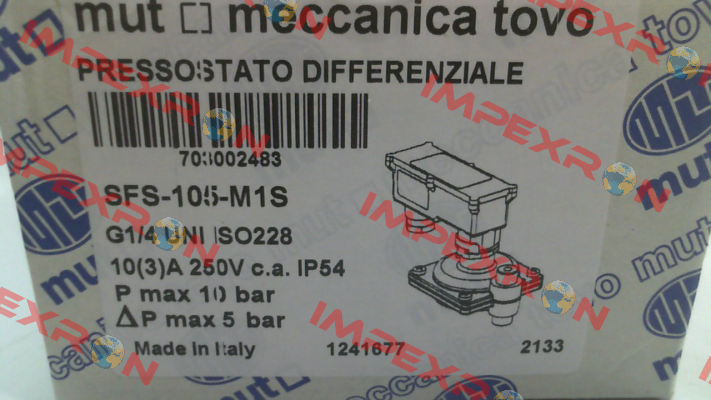 mut meccanica tovo
PRESSOSTATO DIFFERENZIALE
703002483
SFS-105-M1S
G1/4 UNI ISO228
10(3)A 250V c.a. IP54
P max 10 bar
ΔP max 5 bar
Made in Italy 1241677 2133